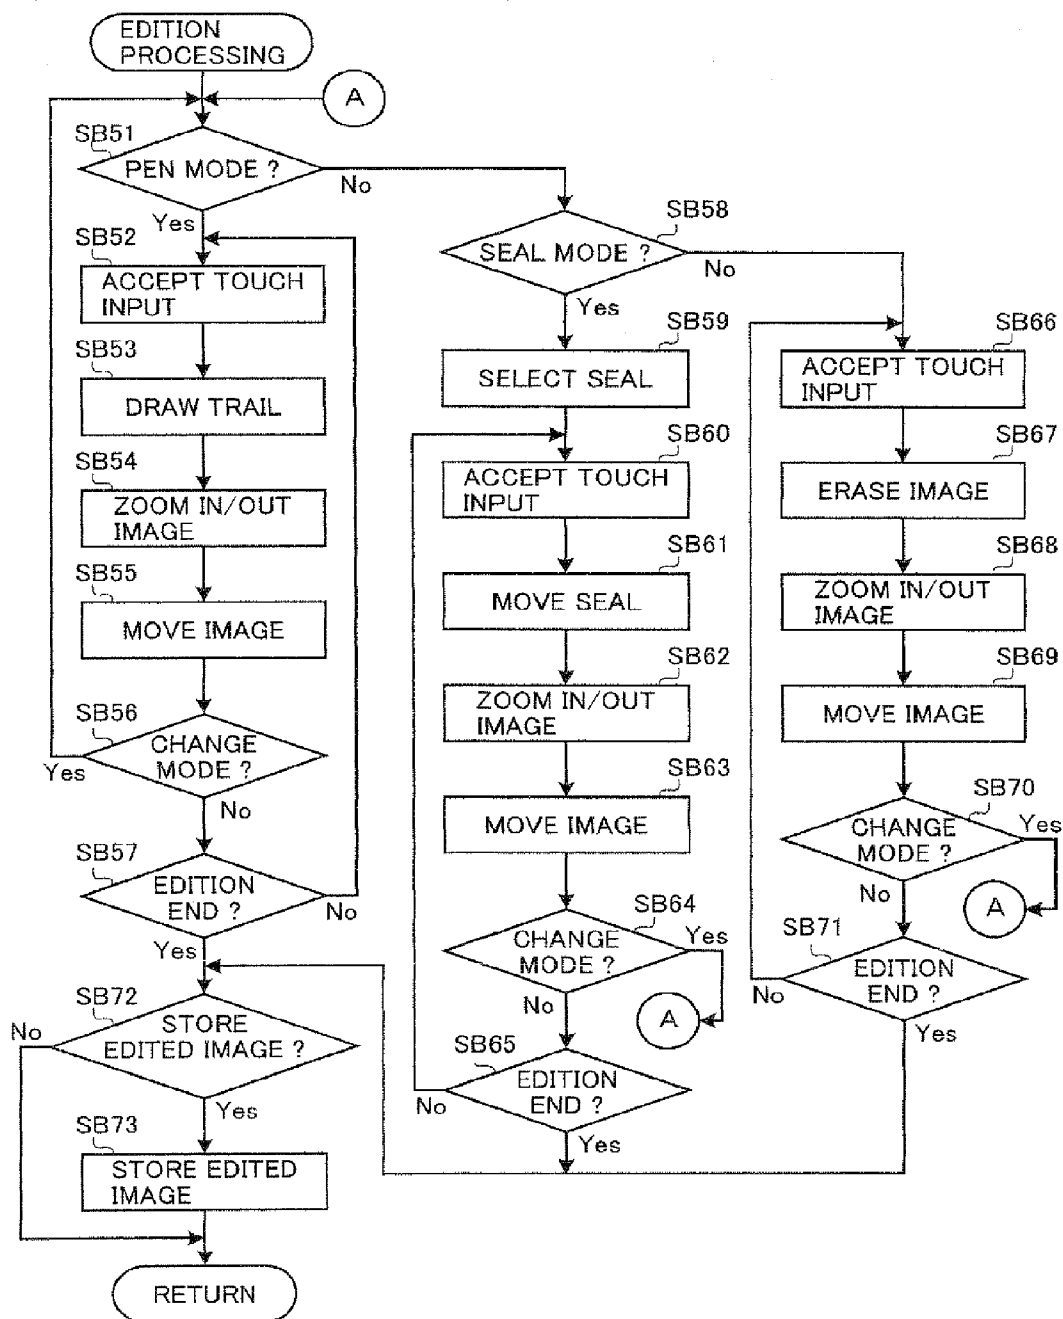 EDITION
PROCESSING
A
SB51
PEN MODE ?
No
Yes
SB52
ACCEPT TOUCH
INPUT
SB53
DRAW TRAIL
SB54
ZOOM IN/OUT
IMAGE
SB55
MOVE IMAGE
SB56
CHANGE
MODE ?
Yes
No
SB57
EDITION
END ?
No
Yes
SB58
SEAL MODE ?
No
Yes
SB59
SELECT SEAL
SB60
ACCEPT TOUCH
INPUT
SB61
MOVE SEAL
SB62
ZOOM IN/OUT
IMAGE
SB63
MOVE IMAGE
SB64
CHANGE
MODE ?
Yes
No
A
SB65
EDITION
END ?
No
Yes
SB66
ACCEPT TOUCH
INPUT
SB67
ERASE IMAGE
SB68
ZOOM IN/OUT
IMAGE
SB69
MOVE IMAGE
SB70
CHANGE
MODE ?
Yes
No
A
SB71
EDITION
END ?
No
Yes
SB72
STORE
EDITED IMAGE ?
No
Yes
SB73
STORE EDITED
IMAGE
RETURN